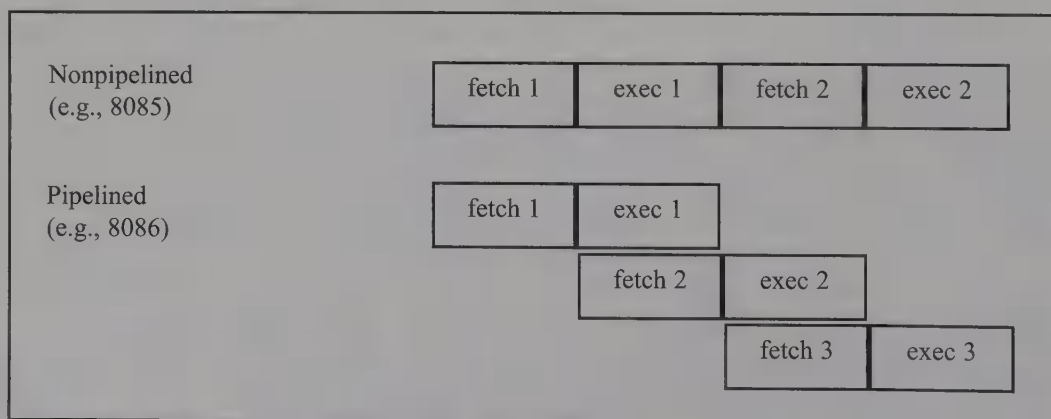 Nonpipelined
(e.g., 8085)
fetch 1 exec 1 fetch 2 exec 2
Pipelined
(e.g., 8086)
fetch 1 exec 1
fetch 2 exec 2
fetch 3 exec 3